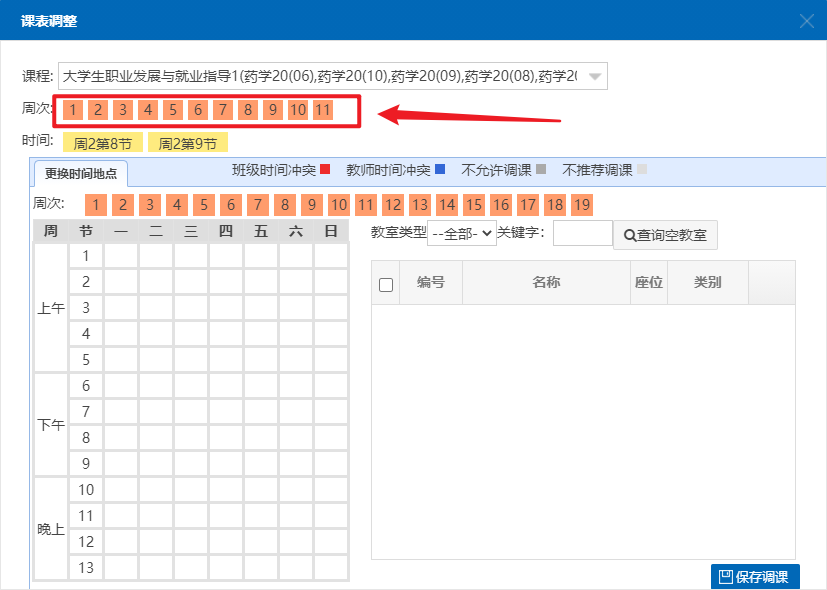 课表调整
课程: 大学生职业发展与就业指导1(药学20(06),药学20(10),药学20(09),药学20(08),药学2(
周次: 1 2 3 4 5 6 7 8 9 10 11
时间: 周2第8节 周2第9节
更换时间地点 班级时间冲突 教师时间冲突 不允许调课 不推荐调课
周次: 1 2 3 4 5 6 7 8 9 10 11 12 13 14 15 16 17 18 19
周 节 一 二 三 四 五 六 日
教室类型 --全部- 关键字: 查询空教室
编号 名称 座位 类别
上午
1
2
3
4
5
下午
6
7
8
9
晚上
10
11
12
13
保存调课